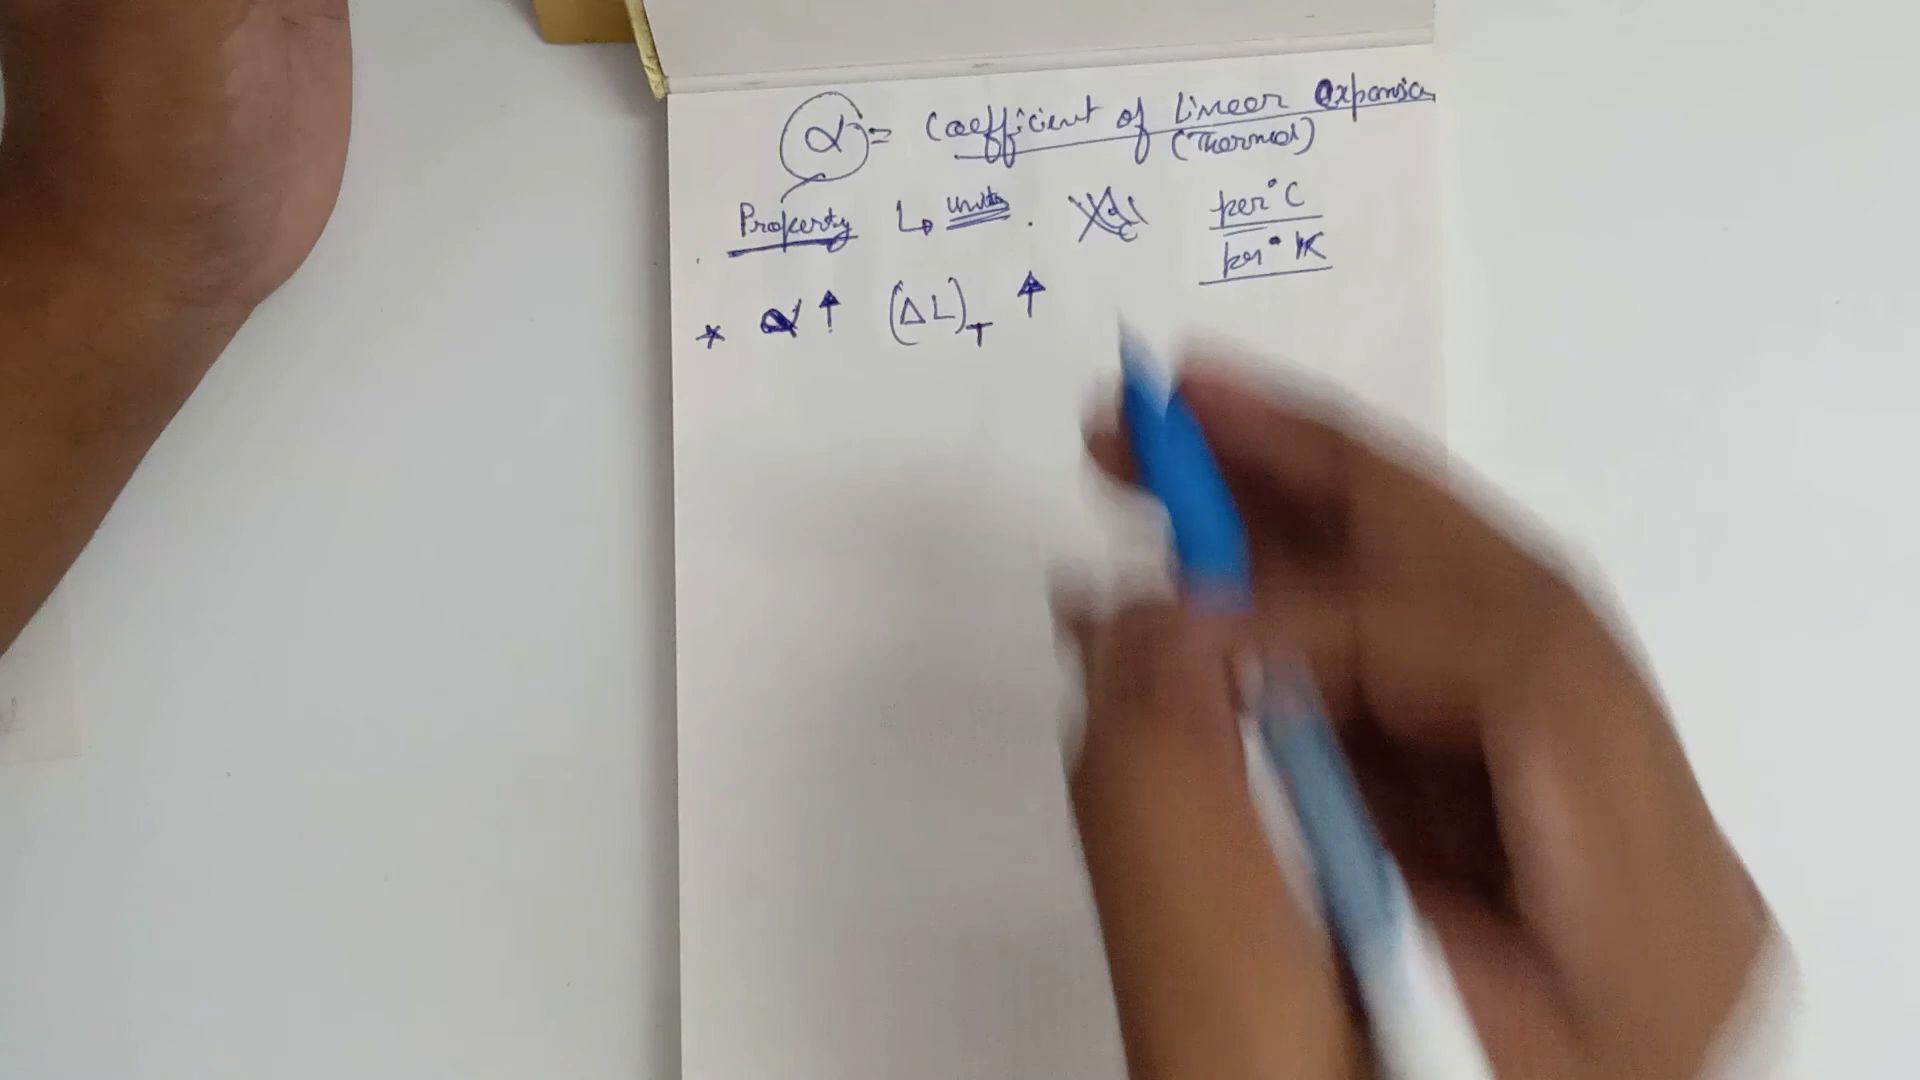 α = Coefficient of Linear Expansion
(Thermal)
Property ↳ units . per °C
per ° K
* α ↑ (ΔL)T ↑